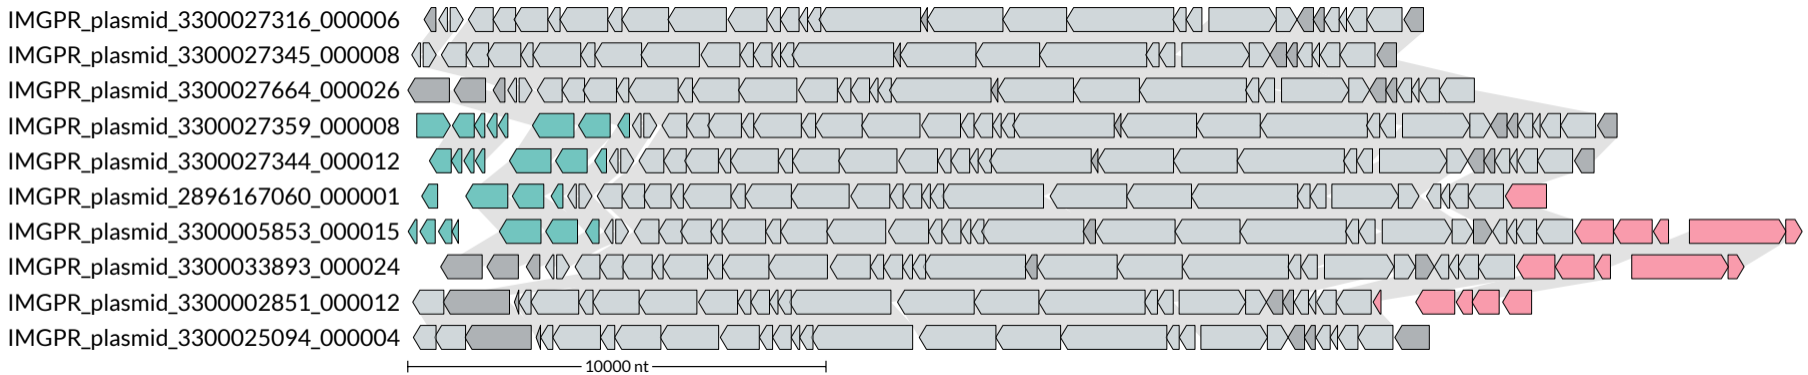 IMGPR_plasmid_3300027316_000006
IMGPR_plasmid_3300027345_000008
IMGPR_plasmid_3300027664_000026
IMGPR_plasmid_3300027359_000008
IMGPR_plasmid_3300027344_000012
IMGPR_plasmid_2896167060_000001
IMGPR_plasmid_3300005853_000015
IMGPR_plasmid_3300033893_000024
IMGPR_plasmid_3300002851_000012
IMGPR_plasmid_3300025094_000004
10000 nt